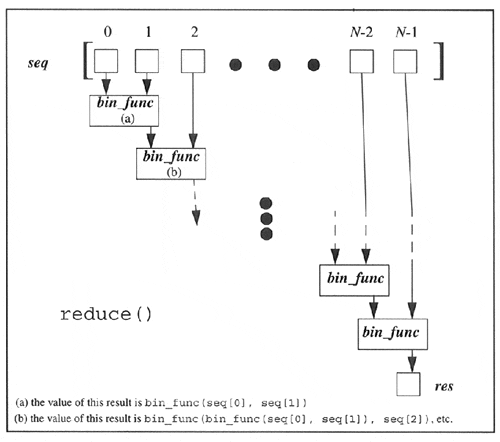 0 1 2 N-2 N-1
seq [ ]
bin_func
(a)
bin_func
(b)
bin_func
reduce()
bin_func
res
(a) the value of this result is bin_func(seq[0], seq[1])
(b) the value of this result is bin_func(bin_func(seq[0], seq[1]), seq[2]), etc.